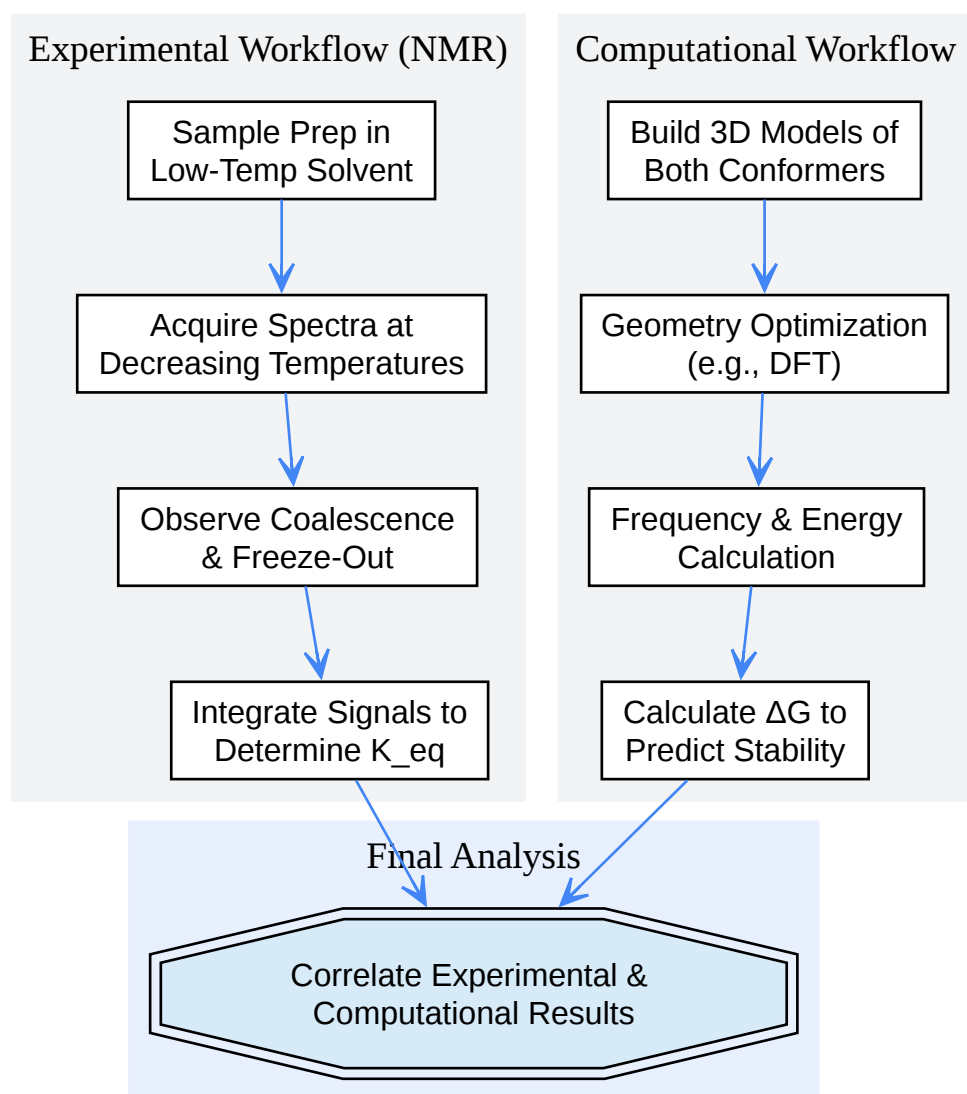 Experimental Workflow (NMR)
Sample Prep in
Low-Temp Solvent
Acquire Spectra at
Decreasing Temperatures
Observe Coalescence
& Freeze-Out
Integrate Signals to
Determine K_eq
Computational Workflow
Build 3D Models of
Both Conformers
Geometry Optimization
(e.g., DFT)
Frequency & Energy
Calculation
Calculate ΔG to
Predict Stability
Final Analysis
Correlate Experimental &
Computational Results